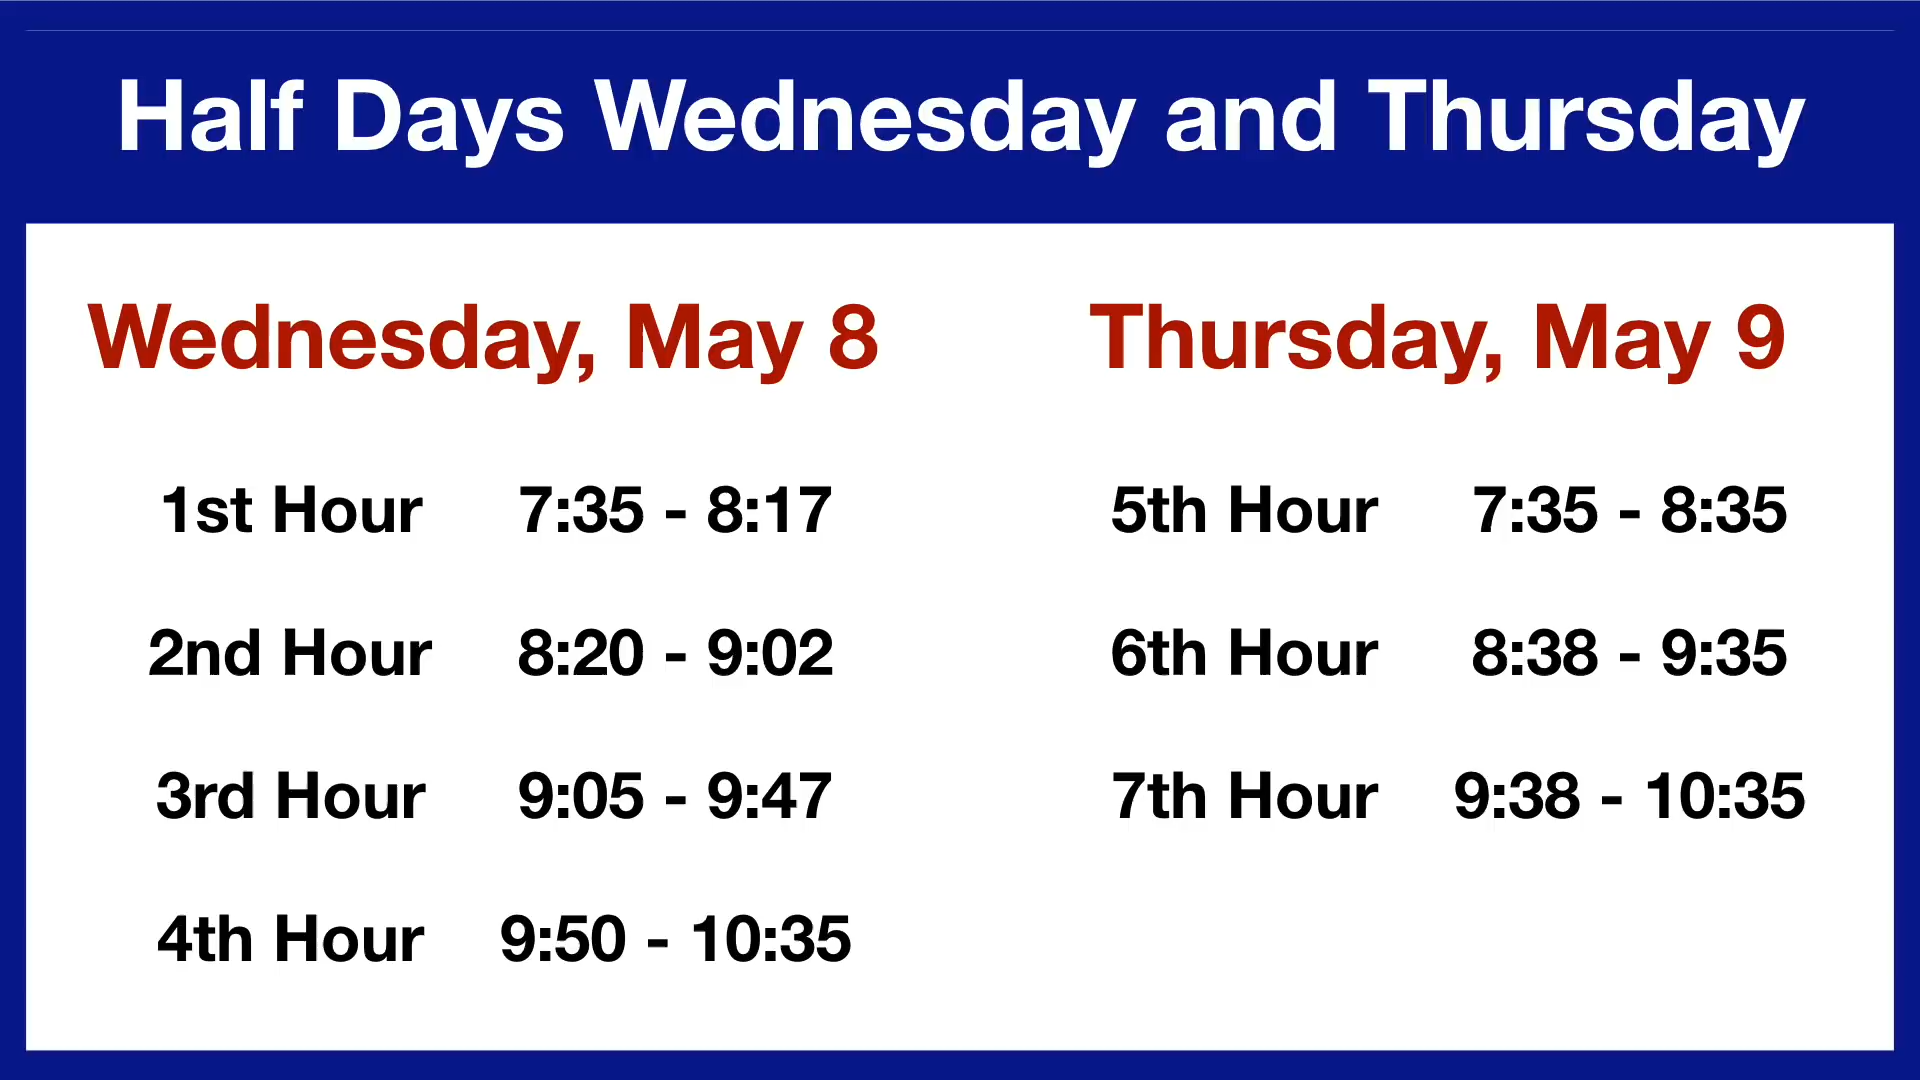 Half Days Wednesday and Thursday
Wednesday, May 8
1st Hour 7:35 - 8:17
2nd Hour 8:20 - 9:02
3rd Hour 9:05 - 9:47
4th Hour 9:50 - 10:35
Thursday, May 9
5th Hour 7:35 - 8:35
6th Hour 8:38 - 9:35
7th Hour 9:38 - 10:35